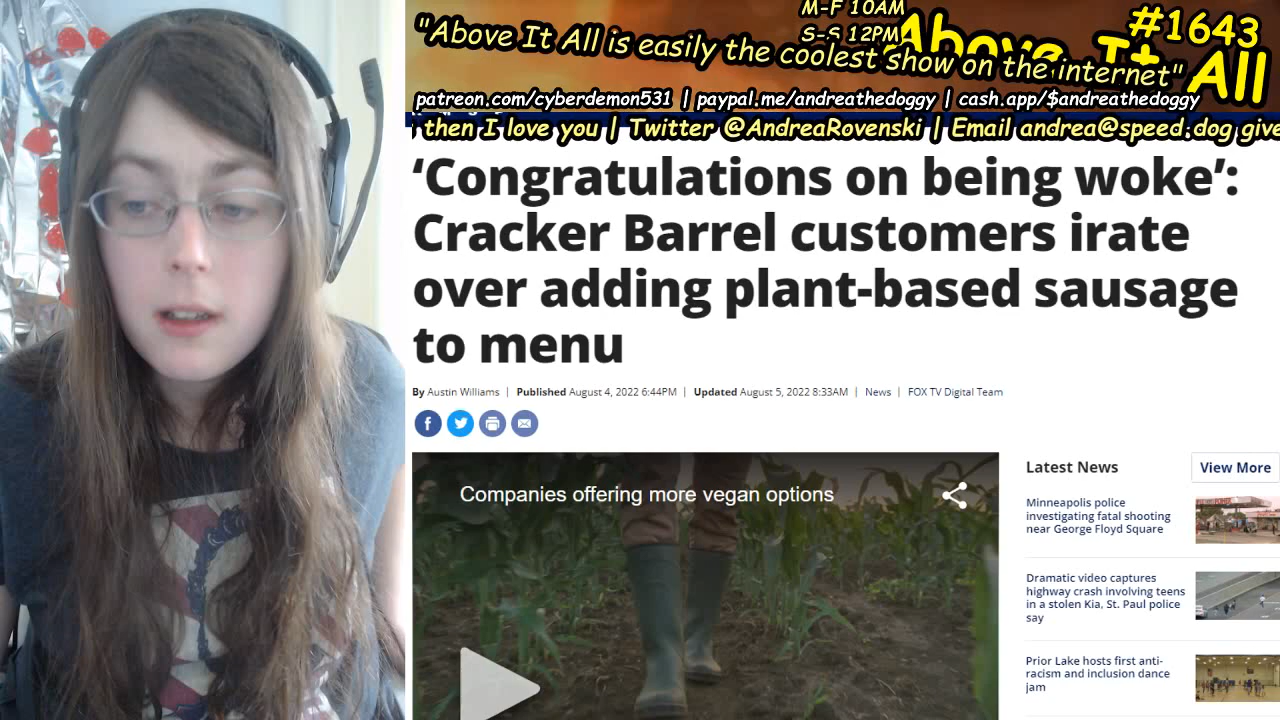 M-F 10AM
S-S 12PM
Above It All
#1643
"Above It All is easily the coolest show on the internet"
patreon.com/cyberdemon531 | paypal.me/andreathedoggy | cash.app/$andreathedoggy
then I love you | Twitter @AndreaRovenski | Email andrea@speed.dog give
‘Congratulations on being woke’:
Cracker Barrel customers irate
over adding plant-based sausage
to menu
By Austin Williams | Published August 4, 2022 6:44PM | Updated August 5, 2022 8:33AM | News | FOX TV Digital Team
Companies offering more vegan options
Latest News
View More
Minneapolis police
investigating fatal shooting
near George Floyd Square
Dramatic video captures
highway crash involving teens
in a stolen Kia, St. Paul police
say
Prior Lake hosts first anti-
racism and inclusion dance
jam